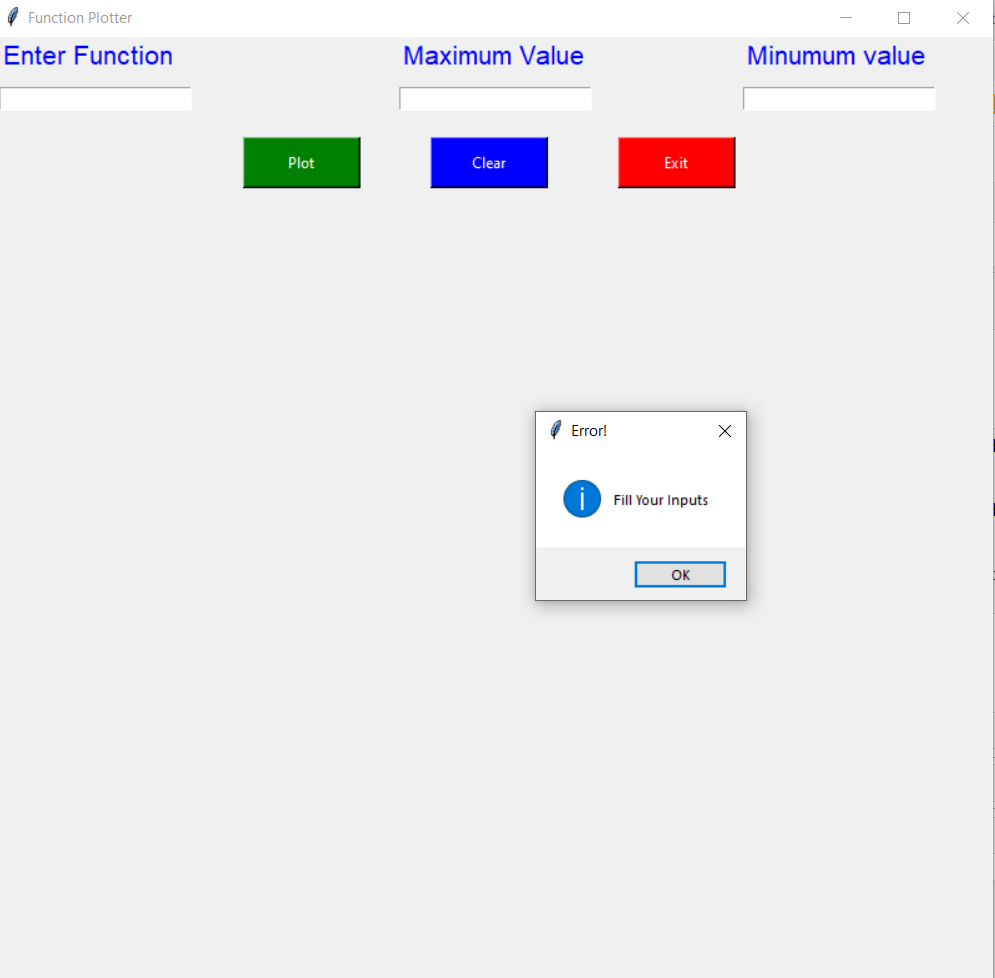 Function Plotter
Enter Function Maximum Value Minumum value
Plot Clear Exit
Error!
Fill Your Inputs
OK